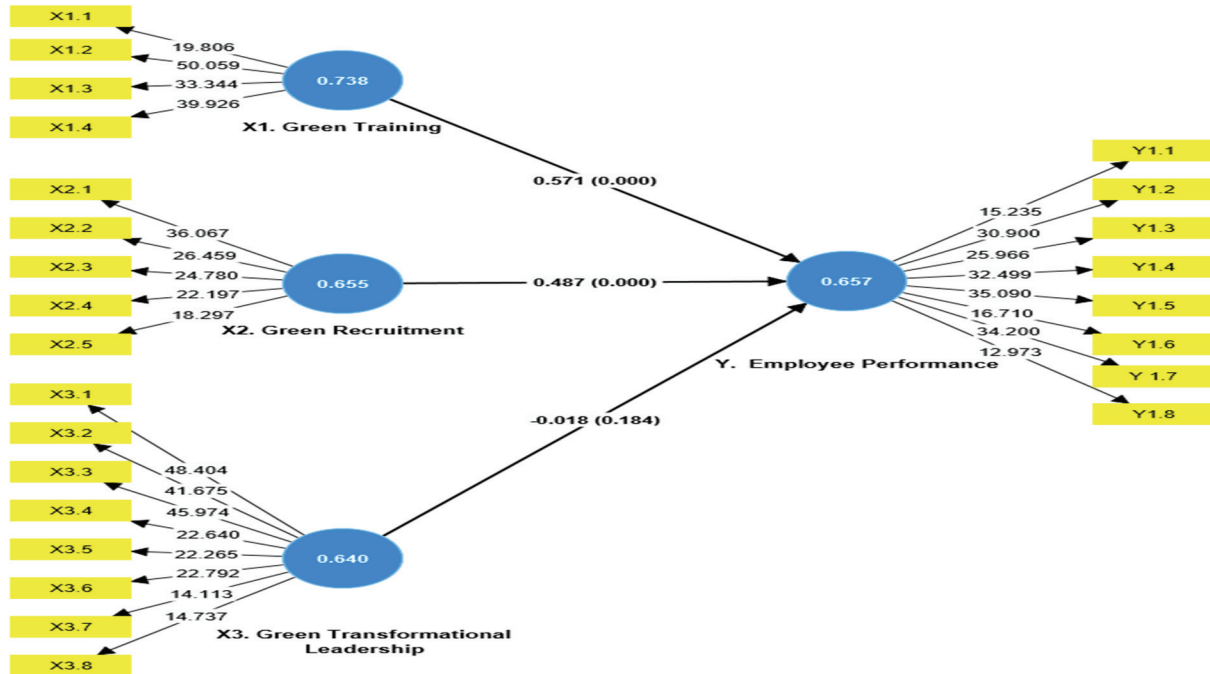 X1.1
X1.2
X1.3
X1.4
19.806
50.059
33.344
39.926
0.738
X1. Green Training
0.571 (0.000)
X2.1
X2.2
X2.3
X2.4
X2.5
36.067
26.459
24.780
22.197
18.297
0.655
X2. Green Recruitment
0.487 (0.000)
X3.1
X3.2
X3.3
X3.4
X3.5
X3.6
X3.7
X3.8
48.404
41.675
45.974
22.640
22.265
22.792
14.113
14.737
0.640
X3. Green Transformational
Leadership
-0.018 (0.184)
0.657
Y. Employee Performance
15.235
30.900
25.966
32.499
35.090
16.710
34.200
12.973
Y1.1
Y1.2
Y1.3
Y1.4
Y1.5
Y1.6
Y 1.7
Y1.8